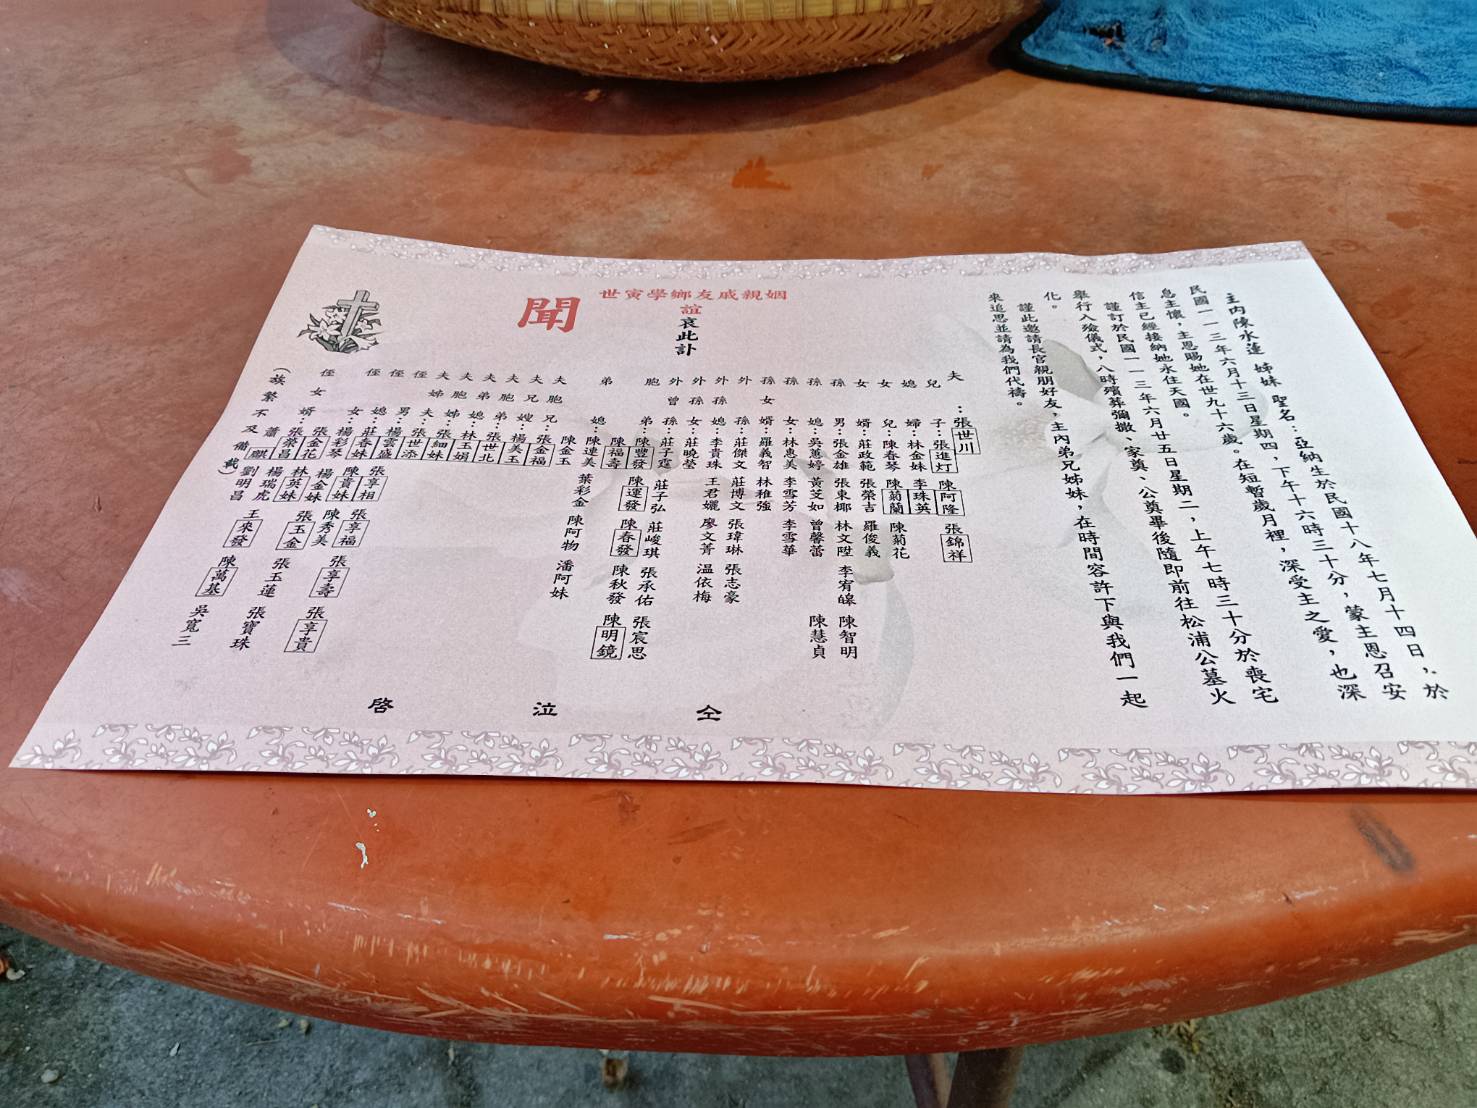 主內陳水蓮 姊妹 聖名:亞納生於民國十八年七月十四日,於
民國一一三年六月十三日星期四,下午十六時三十分,蒙主恩召安
息主懷,主恩賜她在世九十六歲。在短暫歲月裡,深受主之愛,也深
信主已經接納她永住天國。
謹訂於民國一一三年六月廿五日星期二,上午七時三十分於喪宅
舉行入殮儀式,八時殯葬彌撒、家奠、公奠畢後隨即前往松浦公墓火
化。
謹此邀請長官親朋好友,主內弟兄姊妹,在時間容許下與我們一起
來追思並請為我們代禱。
夫:張世川
兒子:張進灯 陳阿隆 張錦祥
媳婦:林金妹 李珠英
女兒:陳春琴 陳菊蘭 陳菊花
女婿:莊政範 張榮吉 羅俊義
孫男:張金雄 張東椰 林文陞 李宥皞 陳智明
孫媳:吳蕙婷 黃芝如 曾馨蕾 陳慧貞
孫女:林惠美 李雪芳 李雪華
孫女婿:羅義智 林稚強
外孫:莊傑文 莊博文 張瑋琳 張志豪
外孫媳:李貴珠 王君孋 廖文菁 温依梅
外孫女:莊曉瑩
外曾孫:莊子霆 莊子弘 莊峻琪 張承佑 張宸思
胞弟:陳豐發 陳運發 陳春發 陳秋發 陳明鏡
陳福壽
弟媳:陳連美 葉彩金 陳阿物 潘阿妹
陳金玉
夫胞兄:張金福
夫兄嫂:楊美玉
夫胞弟:張世北
夫弟媳:林玉娟
夫胞姊:張細妹
夫姊夫:張世添
侄男:楊雲盛 張享相 張享福 張享壽 張享貴
侄媳:莊春妹 陳貴妹 陳秀美
侄女:楊彩琴 楊金妹 張玉金 張玉蓮 張寶珠
張金花 林英妹
侄女婿:張榮昌 楊瑞虎 王來發 陳萬基 吳寬三
蕭麒 劉明昌
(族繁不及備載)
姻親戚友鄉學寅世
誼
哀此訃
聞
仝 泣 啓